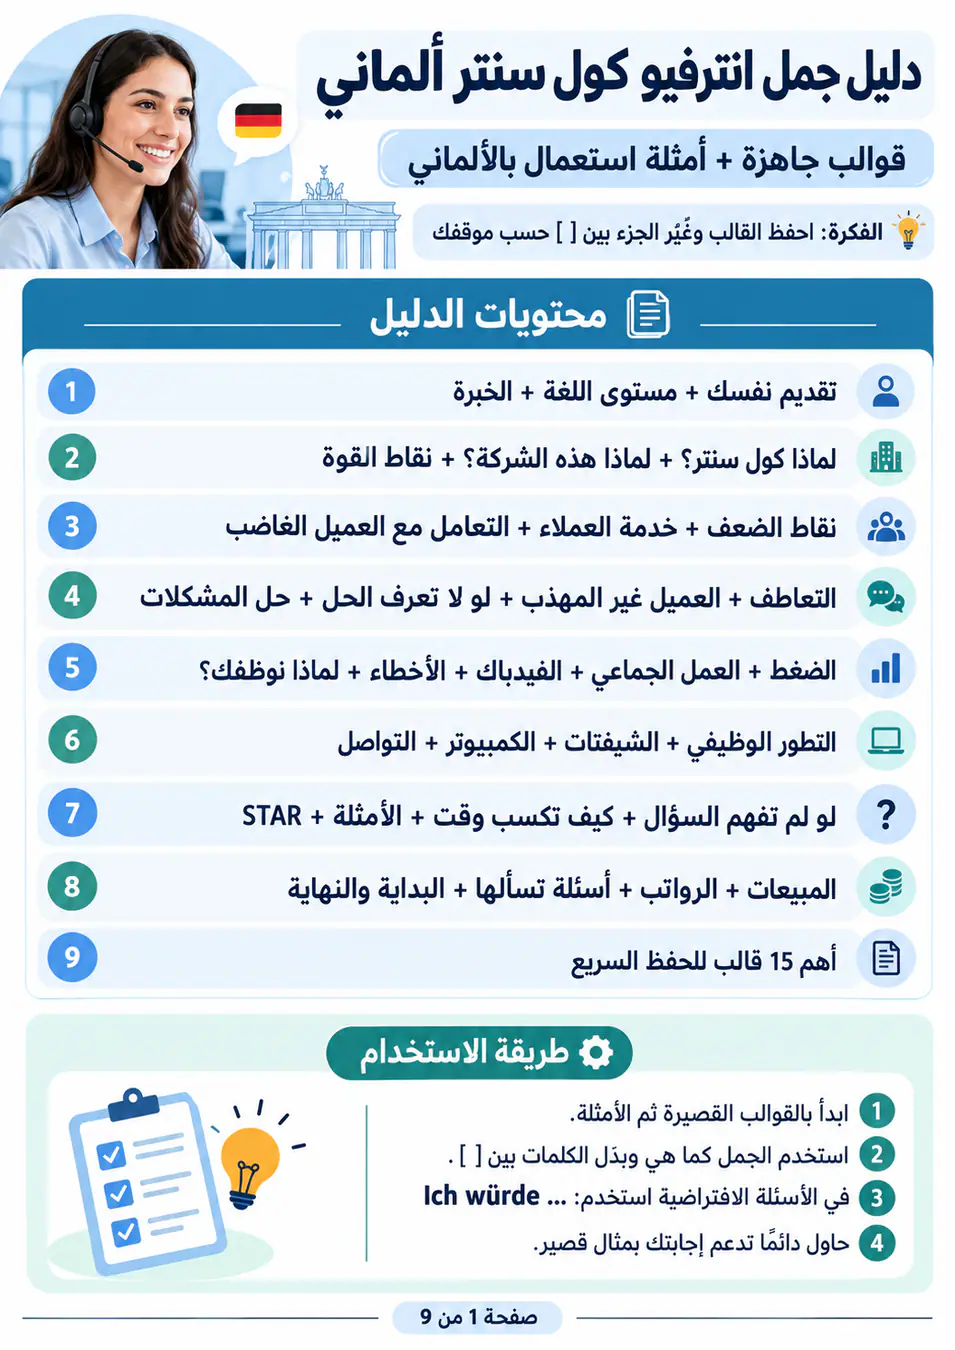 دليل جمل انترفيو كول سنتر ألماني
قوالب جاهزة + أمثلة استعمال بالألماني
الفكرة: احفظ القالب وغَيُر الجزء بين [ ] حسب موقفك
محتويات الدليل
1 تقديم نفسك + مستوى اللغة + الخبرة
2 لماذا كول سنتر؟ + لماذا هذه الشركة؟ + نقاط القوة
3 نقاط الضعف + خدمة العملاء + التعامل مع العميل الغاضب
4 التعاطف + العميل غير المهذب + لو لا تعرف الحل + حل المشكلات
5 الضغط + العمل الجماعي + الفيدباك + الأخطاء + لماذا نوظفك؟
6 التطور الوظيفي + الشيفتات + الكمبيوتر + التواصل
7 لو لم تفهم السؤال + كيف تكسب وقت + الأمثلة + STAR
8 المبيعات + الرواتب + أسئلة تسألها + البداية والنهاية
9 أهم 15 قالب للحفظ السريع
طريقة الاستخدام
1 ابدأ بالقوالب القصيرة ثم الأمثلة.
2 استخدم الجمل كما هي وبدَل الكلمات بين [ ] .
3 في الأسئلة الافتراضية استخدم: Ich würde ...
4 حاول دائمًا تدعم إجابتك بمثال قصير.
صفحة 1 من 9